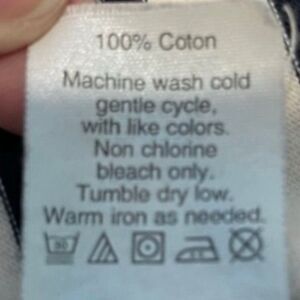 100% Coton
Machine wash cold
gentle cycle,
with like colors.
Non chlorine
bleach only.
Tumble dry low.
Warm iron as needed.
30